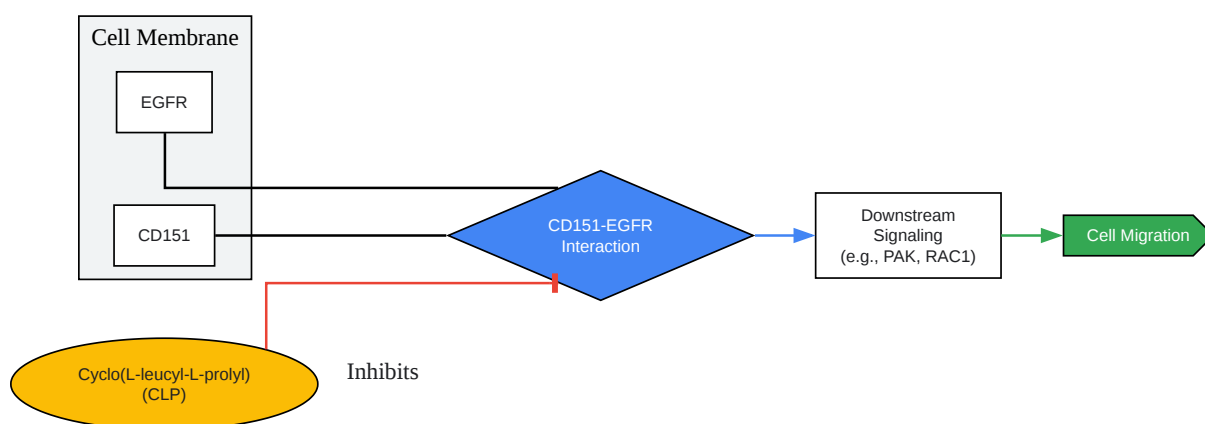 Cell Membrane
EGFR
CD151
CD151-EGFR
Interaction
Downstream
Signaling
(e.g., PAK, RAC1)
Cell Migration
Cyclo(L-leucyl-L-prolyl)
(CLP)
Inhibits